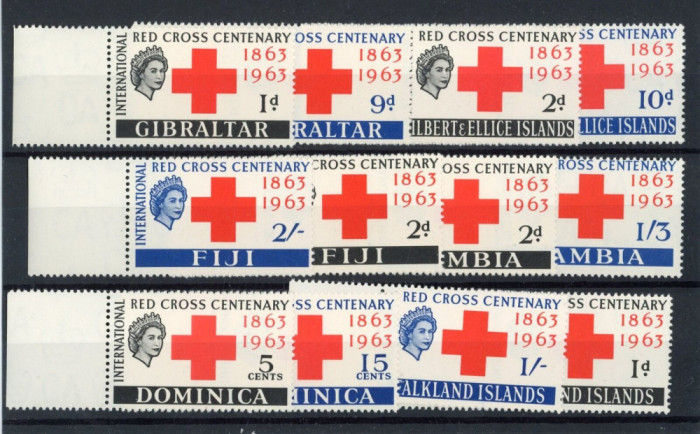 INTERNATIONAL
RED CROSS CENTENARY
1863
1963
1d
GIBRALTAR
CROSS CENTENARY
1863
1963
9d
RALTAR
RED CROSS CENTENARY
1863
1963
2d
ILBERT & ELLICE ISLANDS
SS CENTENARY
1863
1963
10d
LLICE ISLANDS
INTERNATIONAL
RED CROSS CENTENARY
1863
1963
2/-
FIJI
CROSS CENTENARY
1863
1963
2d
FIJI
OSS CENTENARY
1863
1963
2d
MBIA
SS CENTENARY
1863
1963
1/3
AMBIA
INTERNATIONAL
RED CROSS CENTENARY
1863
1963
5
CENTS
DOMINICA
OSS CENTENARY
1863
1963
15
CENTS
INICA
RED CROSS CENTENARY
1863
1963
1/-
FALKLAND ISLANDS
SS CENTENARY
1863
1963
1d
ND ISLANDS